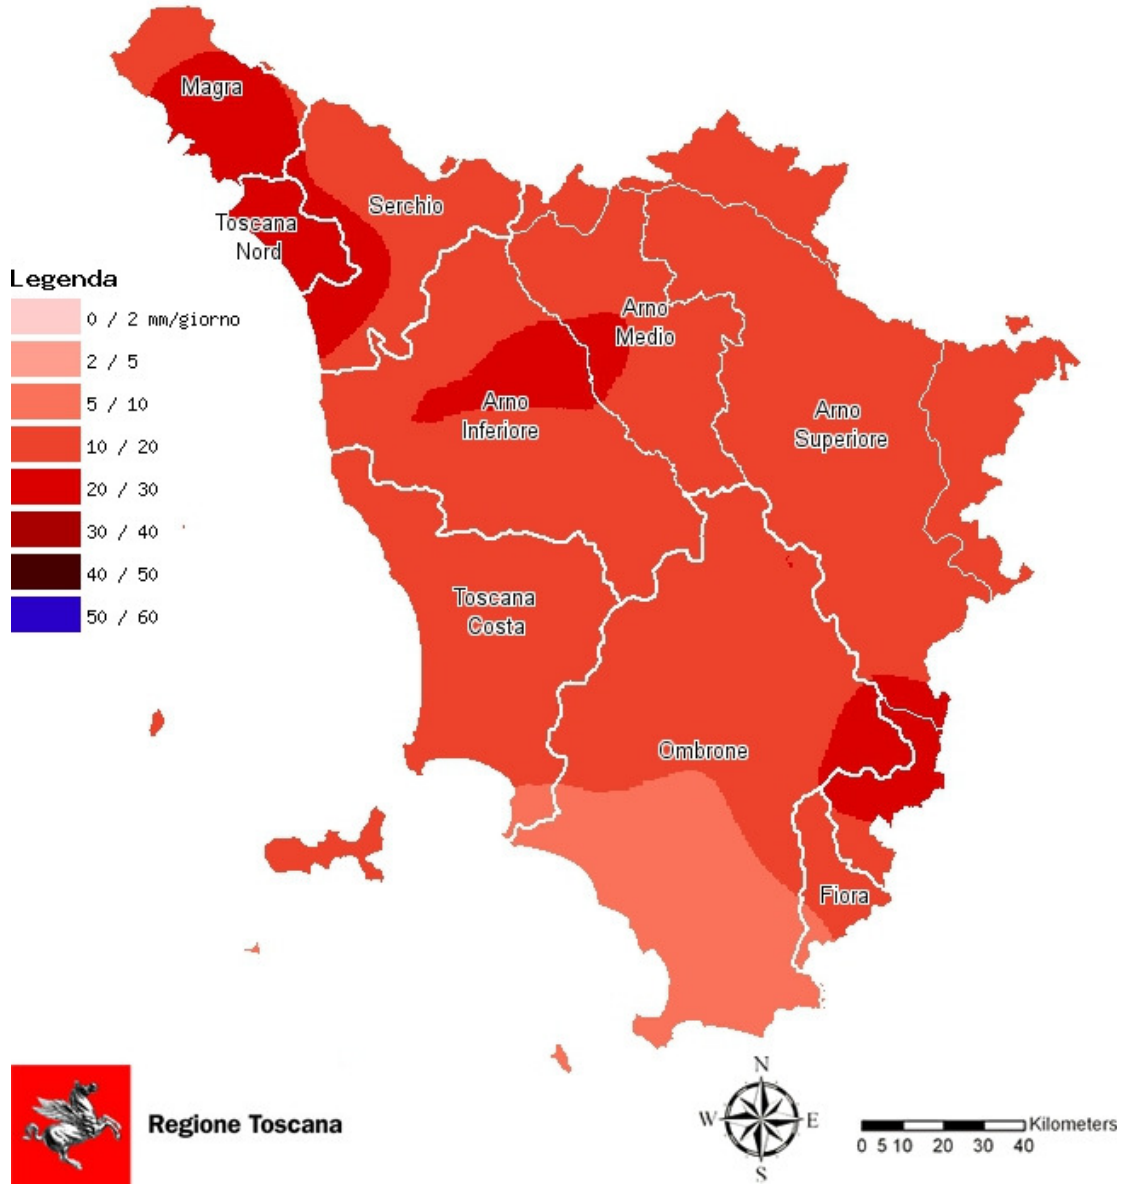 Magra
Serchio
Toscana
Nord
Legenda
0 / 2 mm/giorno
2 / 5
5 / 10
10 / 20
20 / 30
30 / 40
40 / 50
50 / 60
Arno
Medio
Arno
Inferiore
Arno
Superiore
Toscana
Costa
Ombrone
Fiora
Regione Toscana
N
W E
S
Kilometers
0 5 10 20 30 40